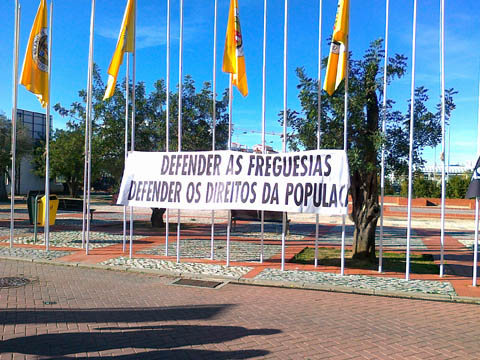 DEFENDER AS FREGUESIAS
DEFENDER OS DIREITOS DA POPULAC